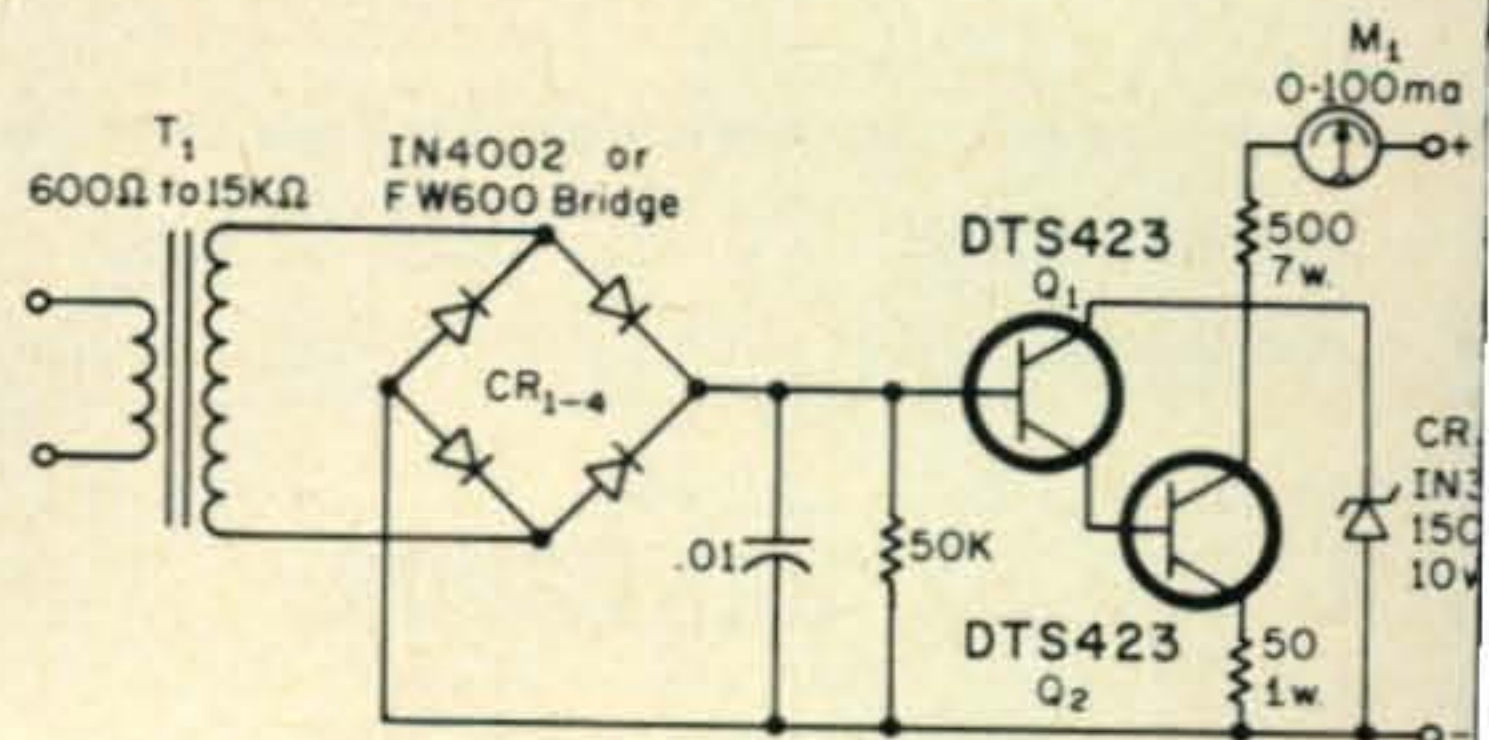 M1
0-100ma
+
T1
600Ω to 15KΩ
IN4002 or
FW600 Bridge
DTS423
Q1
500
7w.
CR1-4
.01
50K
DTS423
Q2
50
1w.
-